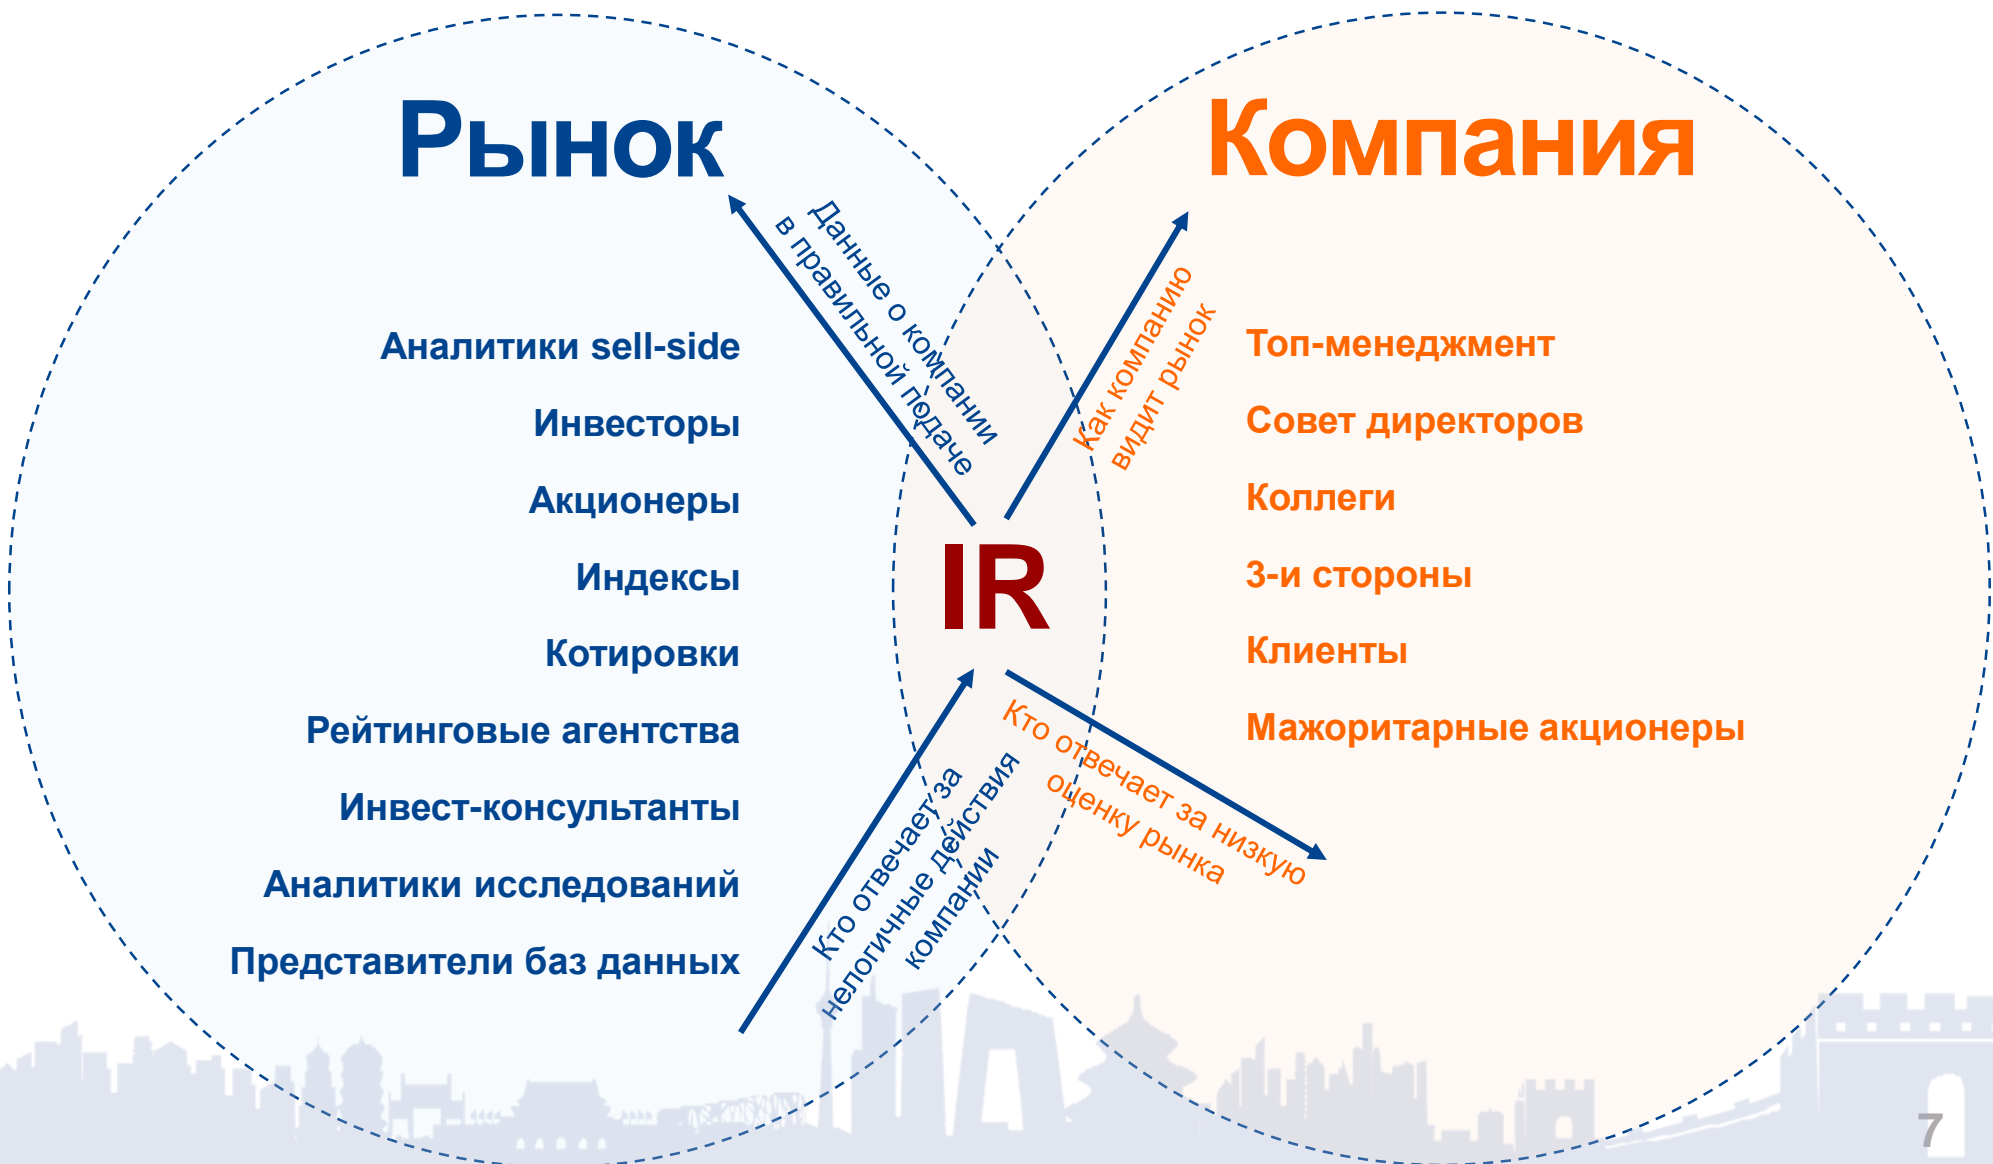 Рынок
Компания
Данные о компании
в правильной подаче
Как компанию
видит рынок
Аналитики sell-side
Инвесторы
Акционеры
Индексы
Котировки
Рейтинговые агентства
Инвест-консультанты
Аналитики исследований
Представители баз данных
IR
Топ-менеджмент
Совет директоров
Коллеги
3-и стороны
Клиенты
Мажоритарные акционеры
Кто отвечает за
нелогичные действия
компании
Кто отвечает за низкую
оценку рынка
7